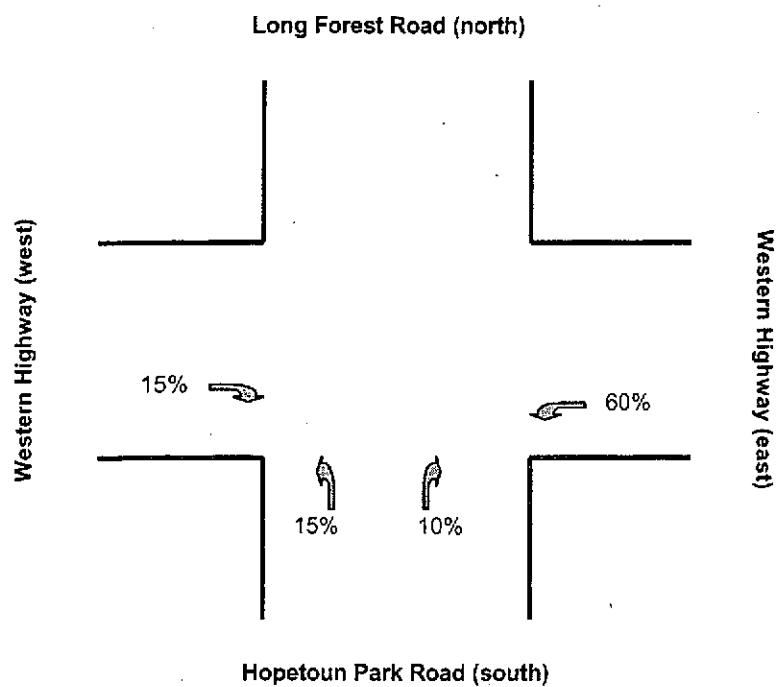 Long Forest Road (north)
Western Highway (west)
Western Highway (east)
15%
60%
15%
10%
Hopetoun Park Road (south)